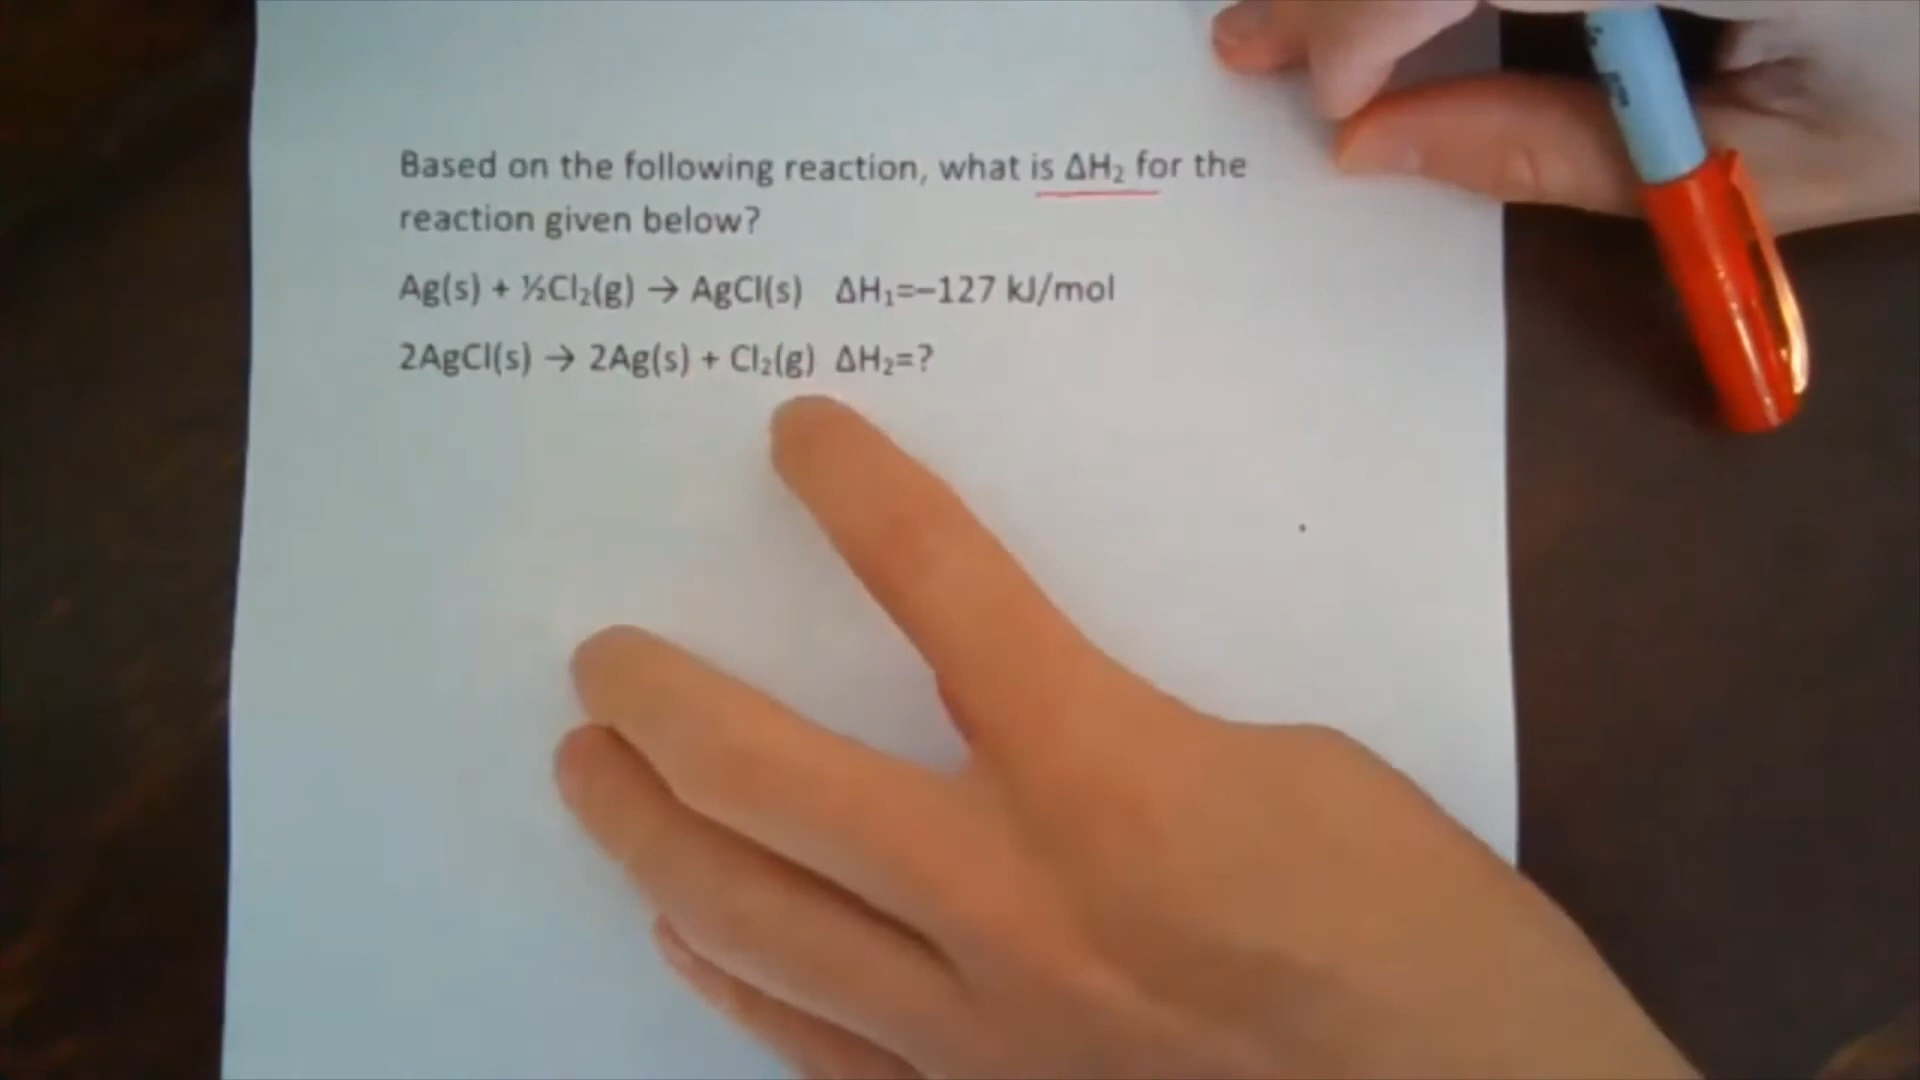 Based on the following reaction, what is ΔH₂ for the
reaction given below?
Ag(s) + ½Cl₂(g) → AgCl(s) ΔH₁=−127 kJ/mol
2AgCl(s) → 2Ag(s) + Cl₂(g) ΔH₂=?